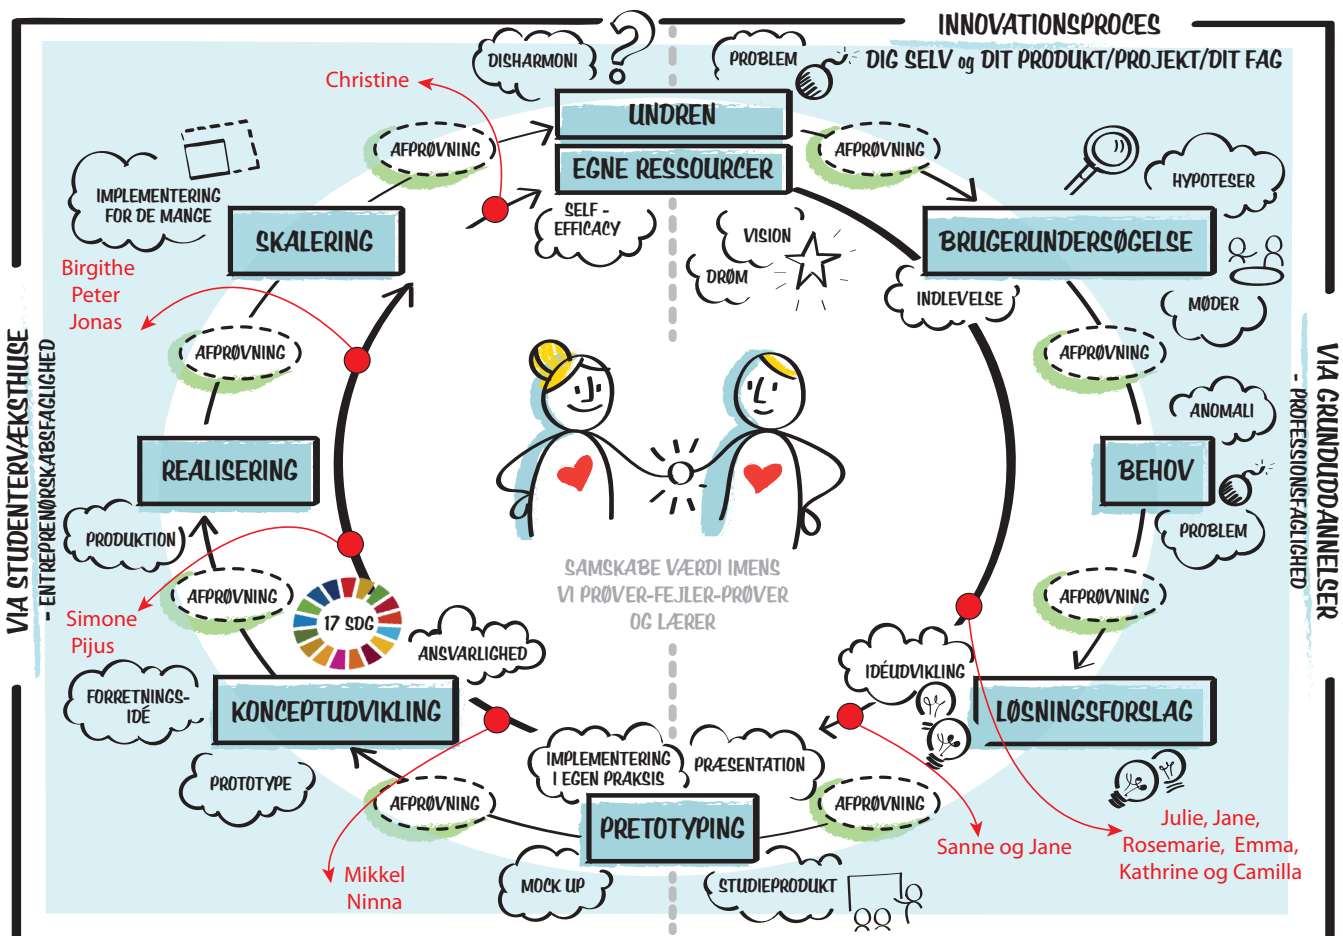 INNOVATIONSPROCES
DIG SELV og DIT PRODUKT/PROJEKT/DIT FAG
DISHARMONI
PROBLEM
Christine
UNDREN
EGNE RESSOURCER
AFPRØVNING
AFPRØVNING
HYPOTESER
IMPLEMENTERING
FOR DE MANGE
SKALERING
SELF -
EFFICACY
VISION
DRØM
BRUGERUNDERSØGELSE
INDLEVELSE
MØDER
Birgithe
Peter
Jonas
AFPRØVNING
AFPRØVNING
VIA STUDENTERVÆKSTHUSE
- ENTREPRENØRSKABSFAGLIGHED
VIA GRUNDUDDANNELSER
- PROFESSIONSFAGLIGHED
ANOMALI
REALISERING
BEHOV
PRODUKTION
PROBLEM
SAMSKABE VÆRDI IMENS
VI PRØVER-FEJLER-PRØVER
OG LÆRER
AFPRØVNING
17 SDG
AFPRØVNING
Simone
Pijus
ANSVARLIGHED
IDÉUDVIKLING
FORRETNINGS-
IDÉ
KONCEPTUDVIKLING
LØSNINGSFORSLAG
PROTOTYPE
IMPLEMENTERING
I EGEN PRAKSIS
PRÆSENTATION
AFPRØVNING
PRETOTYPING
AFPRØVNING
Sanne og Jane
Julie, Jane,
Rosemarie, Emma,
Kathrine og Camilla
Mikkel
Ninna
MOCK UP
STUDIEPRODUKT